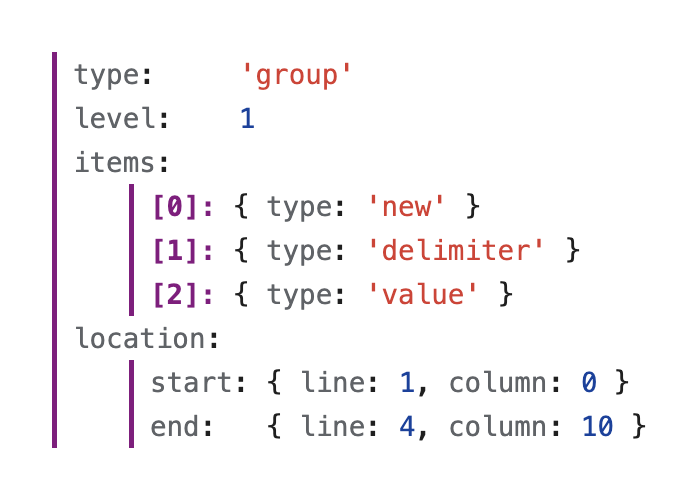 type:     'group'
level:    1
items:
[0]: { type: 'new' }
[1]: { type: 'delimiter' }
[2]: { type: 'value' }
location:
start: { line: 1, column: 0 }
end:   { line: 4, column: 10 }